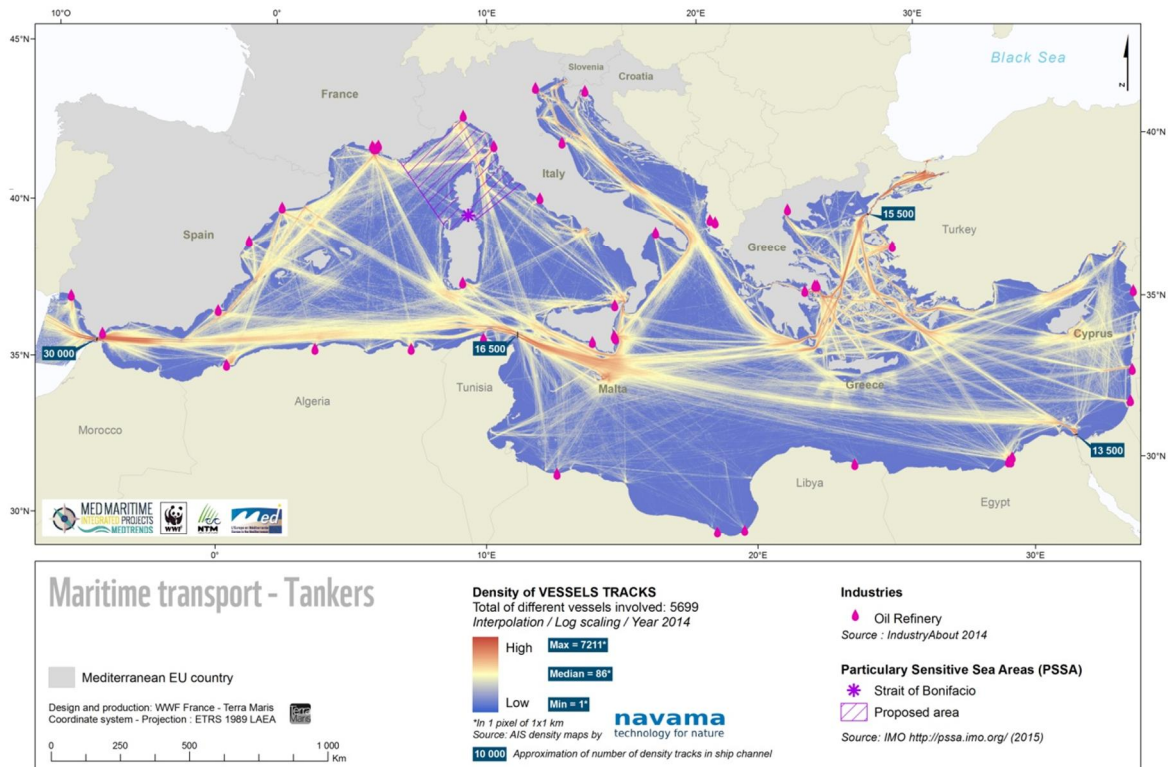 10°O
0°
10°E
20°E
30°E
45°N
Black Sea
Slovenia
Croatia
France
N
40°N
Italy
40°N
15 500
Spain
Greece
Turkey
35°N
Cyprus
35°N
30 000
16 500
Greece
Malta
Tunisia
Algeria
Morocco
13 500
30°N
Libya
Egypt
MED MARITIME
INTEGRATED PROJECTS
MEDTRENDS
WWF
NTM
Med
30°N
0°
10°E
20°E
30°E
Maritime transport - Tankers
Mediterranean EU country
Design and production: WWF France - Terra Maris
Coordinate system - Projection : ETRS 1989 LAEA
Terra
Maris
0 250 500 1 000
Km
Density of VESSELS TRACKS
Total of different vessels involved: 5699
Interpolation / Log scaling / Year 2014
High
Max = 7211*
Median = 86*
Low
Min = 1*
*In 1 pixel of 1x1 km
Source: AIS density maps by
navama
technology for nature
10 000 Approximation of number of density tracks in ship channel
Industries
Oil Refinery
Source : IndustryAbout 2014
Particulary Sensitive Sea Areas (PSSA)
Strait of Bonifacio
Proposed area
Source: IMO http://pssa.imo.org/ (2015)